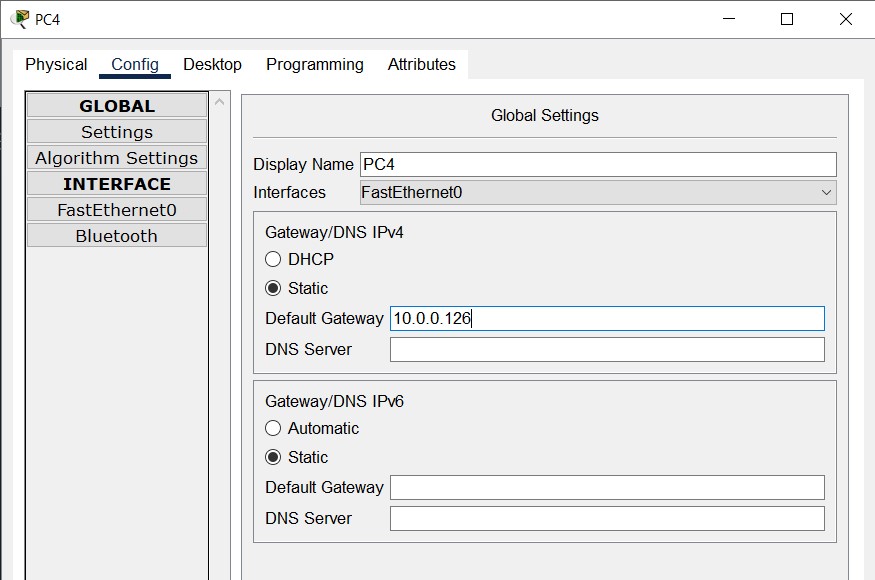 PC4
Physical Config Desktop Programming Attributes
GLOBAL
Settings
Algorithm Settings
INTERFACE
FastEthernet0
Bluetooth
Global Settings
Display Name PC4
Interfaces FastEthernet0
Gateway/DNS IPv4
DHCP
Static
Default Gateway 10.0.0.126
DNS Server
Gateway/DNS IPv6
Automatic
Static
Default Gateway
DNS Server